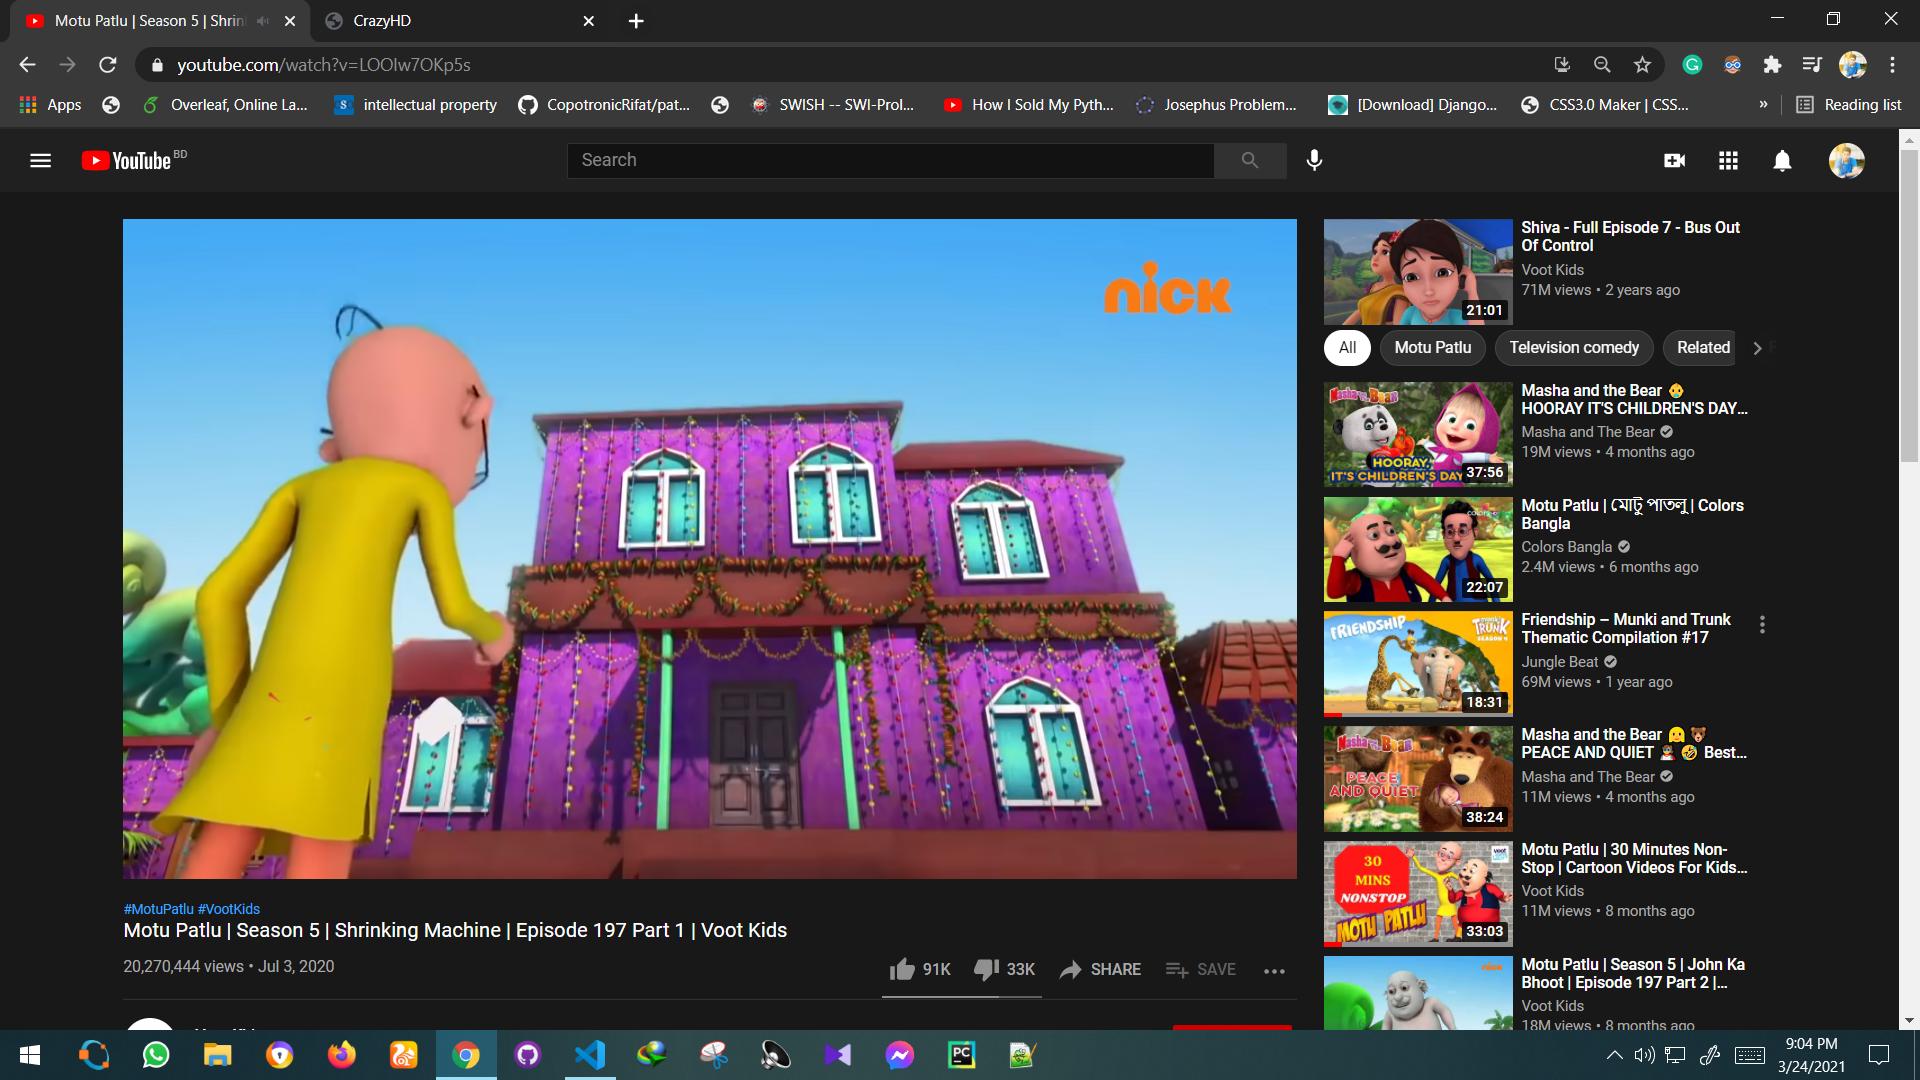 Motu Patlu | Season 5 | Shrin
CrazyHD
youtube.com/watch?v=LOOIw7OKp5s
Apps
Overleaf, Online La...
intellectual property
CopotronicRifat/pat...
SWISH -- SWI-Prol...
How I Sold My Pyth...
Josephus Problem...
[Download] Django...
CSS3.0 Maker | CSS...
Reading list
YouTube BD
Search
nick
#MotuPatlu #VootKids
Motu Patlu | Season 5 | Shrinking Machine | Episode 197 Part 1 | Voot Kids
20,270,444 views • Jul 3, 2020
91K
33K
SHARE
SAVE
Shiva - Full Episode 7 - Bus Out
Of Control
Voot Kids
71M views • 2 years ago
21:01
All
Motu Patlu
Television comedy
Related
Masha and the Bear 👶
HOORAY IT'S CHILDREN'S DAY...
Masha and The Bear
19M views • 4 months ago
HOORAY,
IT'S CHILDREN'S DAY
37:56
Motu Patlu | মোটু পাতলু | Colors
Bangla
Colors Bangla
2.4M views • 6 months ago
22:07
Friendship – Munki and Trunk
Thematic Compilation #17
Jungle Beat
69M views • 1 year ago
FRIENDSHIP
TRUNK
18:31
Masha and the Bear 👱‍♀️🐻
PEACE AND QUIET 🤣 Best...
Masha and The Bear
11M views • 4 months ago
PEACE
AND QUIET
38:24
Motu Patlu | 30 Minutes Non-
Stop | Cartoon Videos For Kids...
Voot Kids
11M views • 8 months ago
30
MINS
NONSTOP
MOTU PATLU
33:03
Motu Patlu | Season 5 | John Ka
Bhoot | Episode 197 Part 2 |...
Voot Kids
18M views • 8 months ago
9:04 PM
3/24/2021